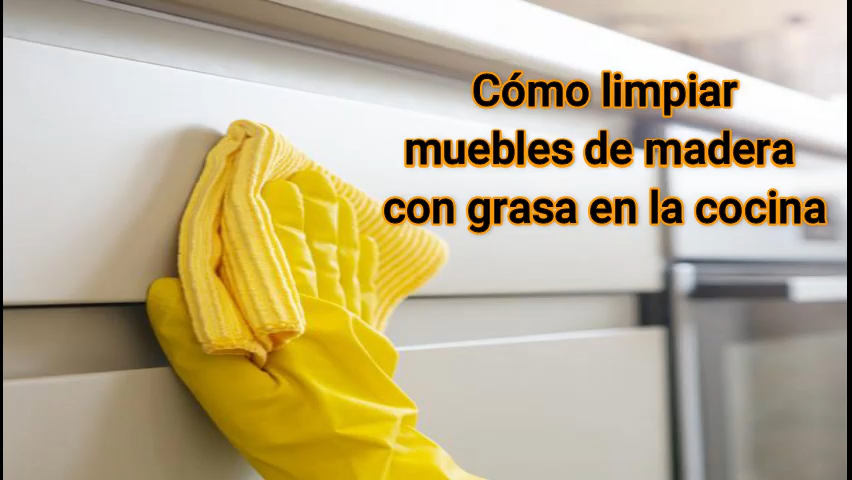 Cómo limpiar
muebles de madera
con grasa en la cocina